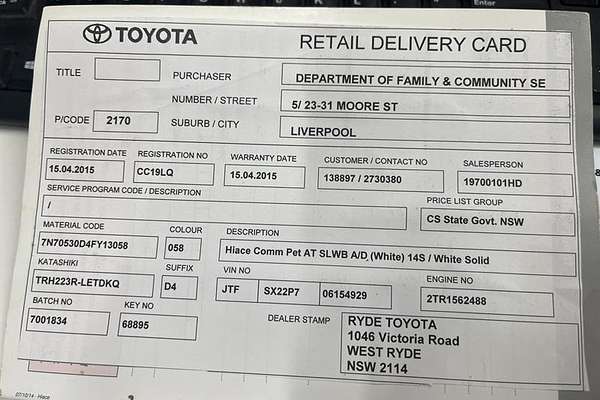 TOYOTA
RETAIL DELIVERY CARD
TITLE
PURCHASER
DEPARTMENT OF FAMILY & COMMUNITY SE
NUMBER / STREET
5/ 23-31 MOORE ST
P/CODE
2170
SUBURB / CITY
LIVERPOOL
REGISTRATION DATE
REGISTRATION NO
WARRANTY DATE
CUSTOMER / CONTACT NO
SALESPERSON
15.04.2015
CC19LQ
15.04.2015
138897 / 2730380
19700101HD
SERVICE PROGRAM CODE / DESCRIPTION
PRICE LIST GROUP
/
CS State Govt. NSW
MATERIAL CODE
COLOUR
DESCRIPTION
7N70530D4FY13058
058
Hiace Comm Pet AT SLWB A/D, (White) 14S / White Solid
KATASHIKI
SUFFIX
VIN NO
ENGINE NO
TRH223R-LETDKQ
D4
JTF
SX22P7
06154929
2TR1562488
BATCH NO
KEY NO
7001834
68895
DEALER STAMP
RYDE TOYOTA
1046 Victoria Road
WEST RYDE
NSW 2114
07/10/14 - Hiace
Enter